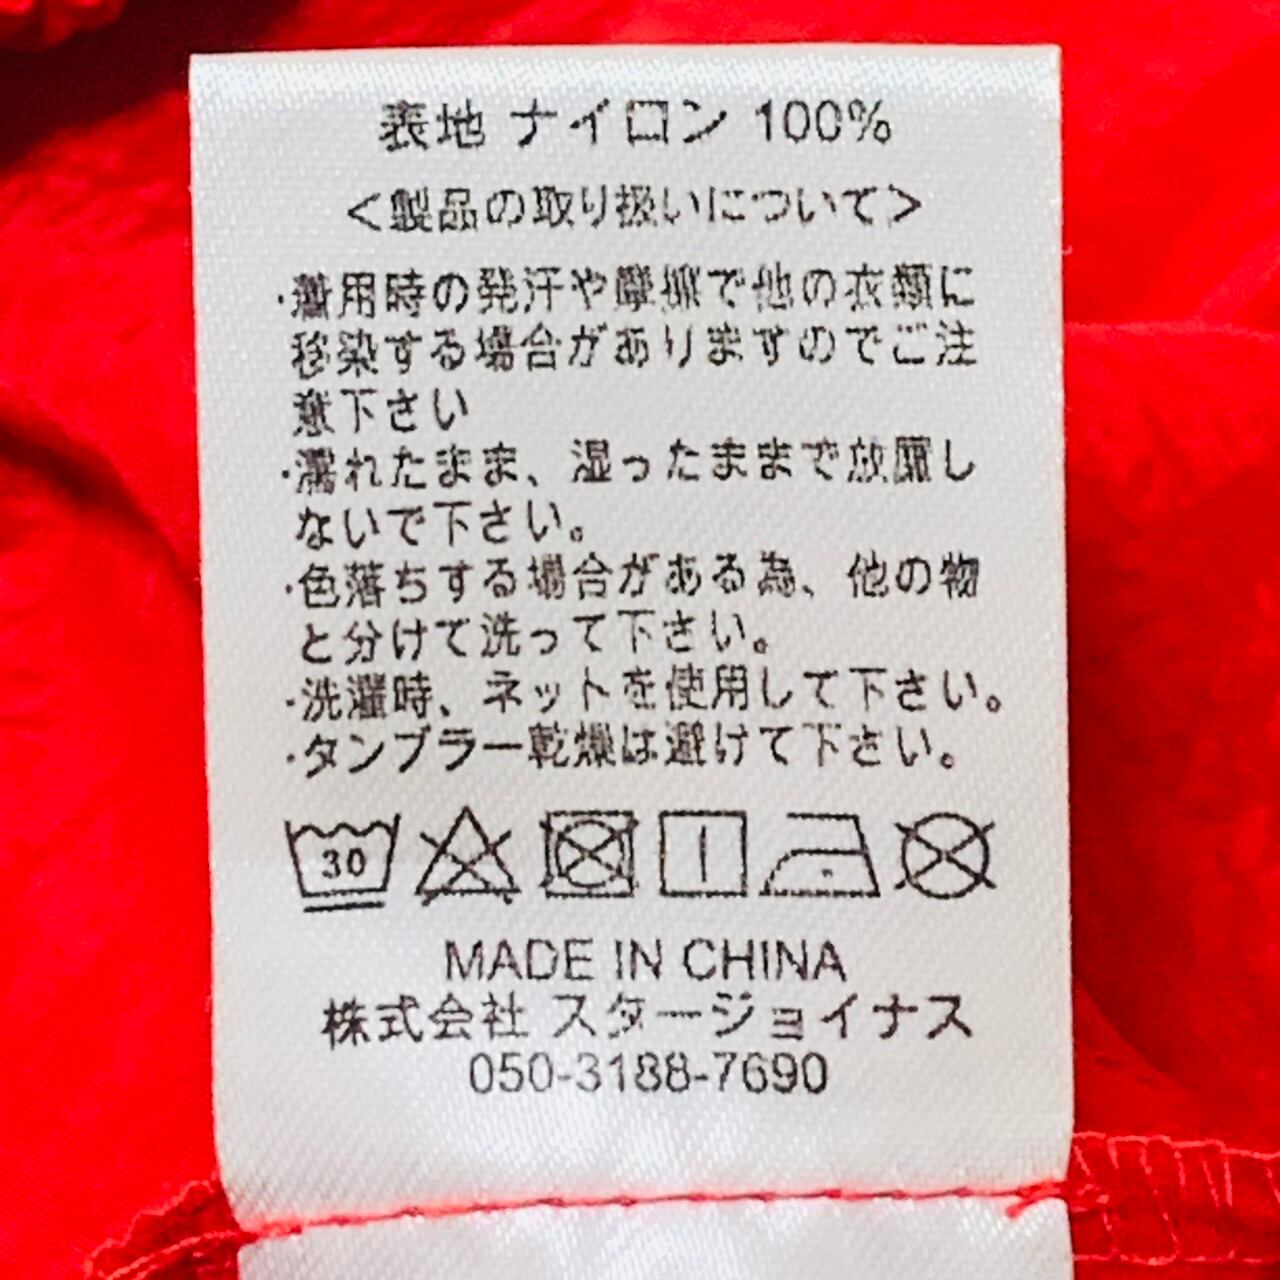 表地 ナイロン 100%
<製品の取り扱いについて>
·着用時の発汗や摩擦で他の衣類に
移染する場合がありますのでご注
意下さい
·濡れたまま、湿ったままで放置し
ないで下さい。
·色落ちする場合がある為、他の物
と分けて洗って下さい。
·洗濯時、ネットを使用して下さい。
·タンブラー乾燥は避けて下さい。
30
MADE IN CHINA
株式会社 スタージョイナス
050-3188-7690